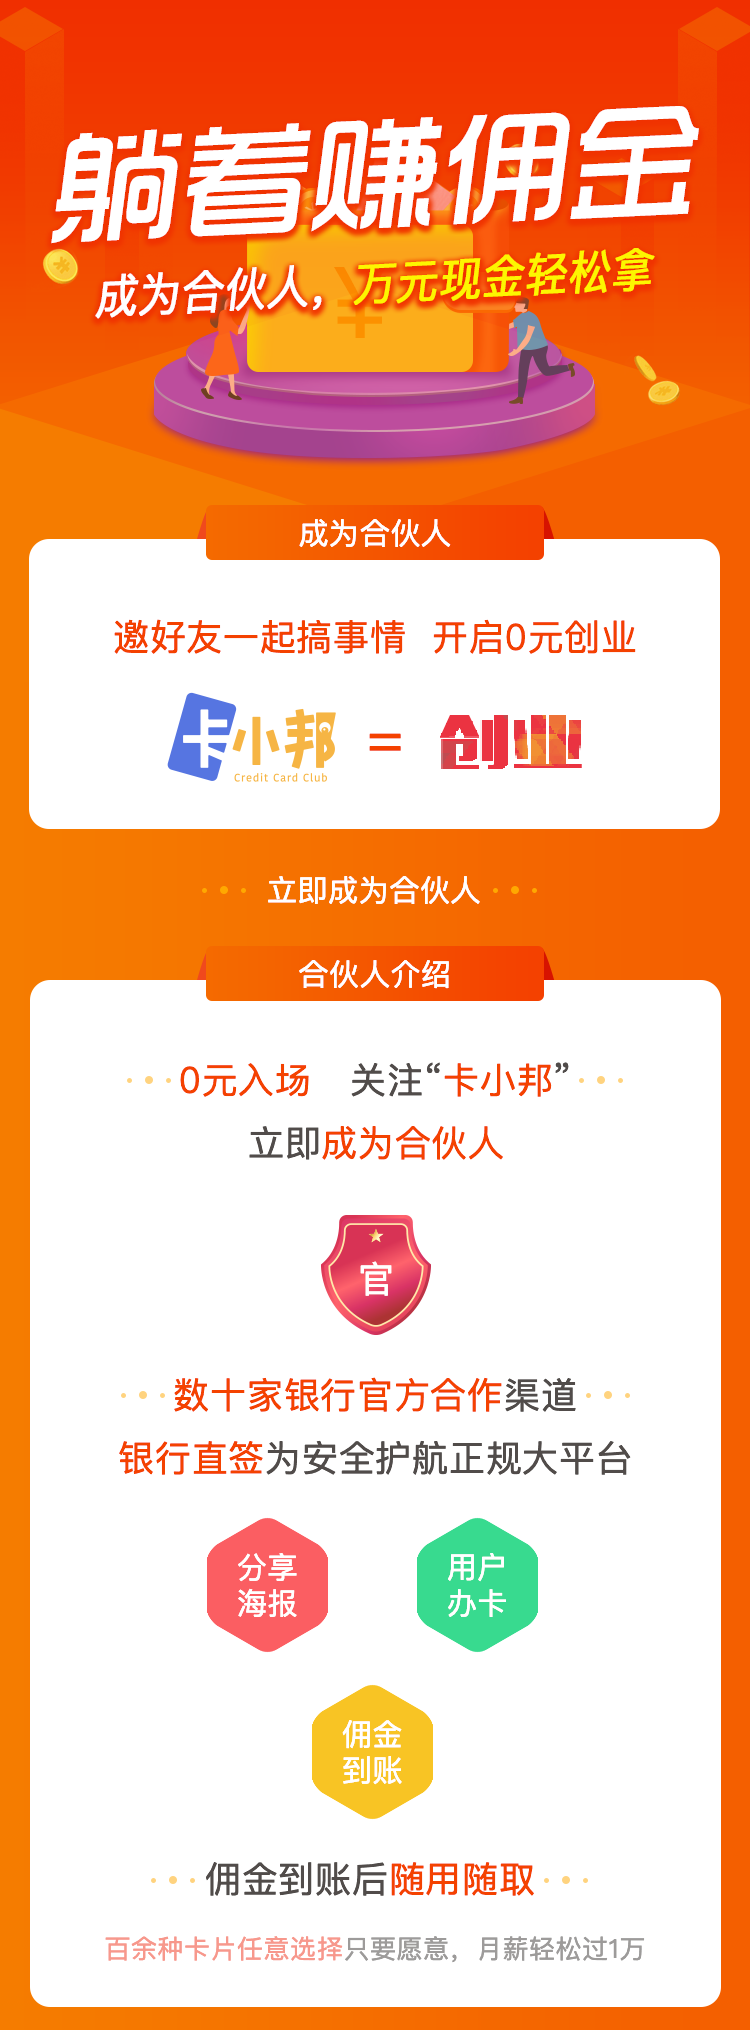 躺着赚佣金
成为合伙人，万元现金轻松拿
成为合伙人
邀好友一起搞事情 开启0元创业
卡小邦 = 创业
Credit Card Club
立即成为合伙人
合伙人介绍
0元入场 关注“卡小邦”
立即成为合伙人
官
数十家银行官方合作渠道
银行直签为安全护航正规大平台
分享
海报
用户
办卡
佣金
到账
佣金到账后随用随取
百余种卡片任意选择只要愿意，月薪轻松过1万